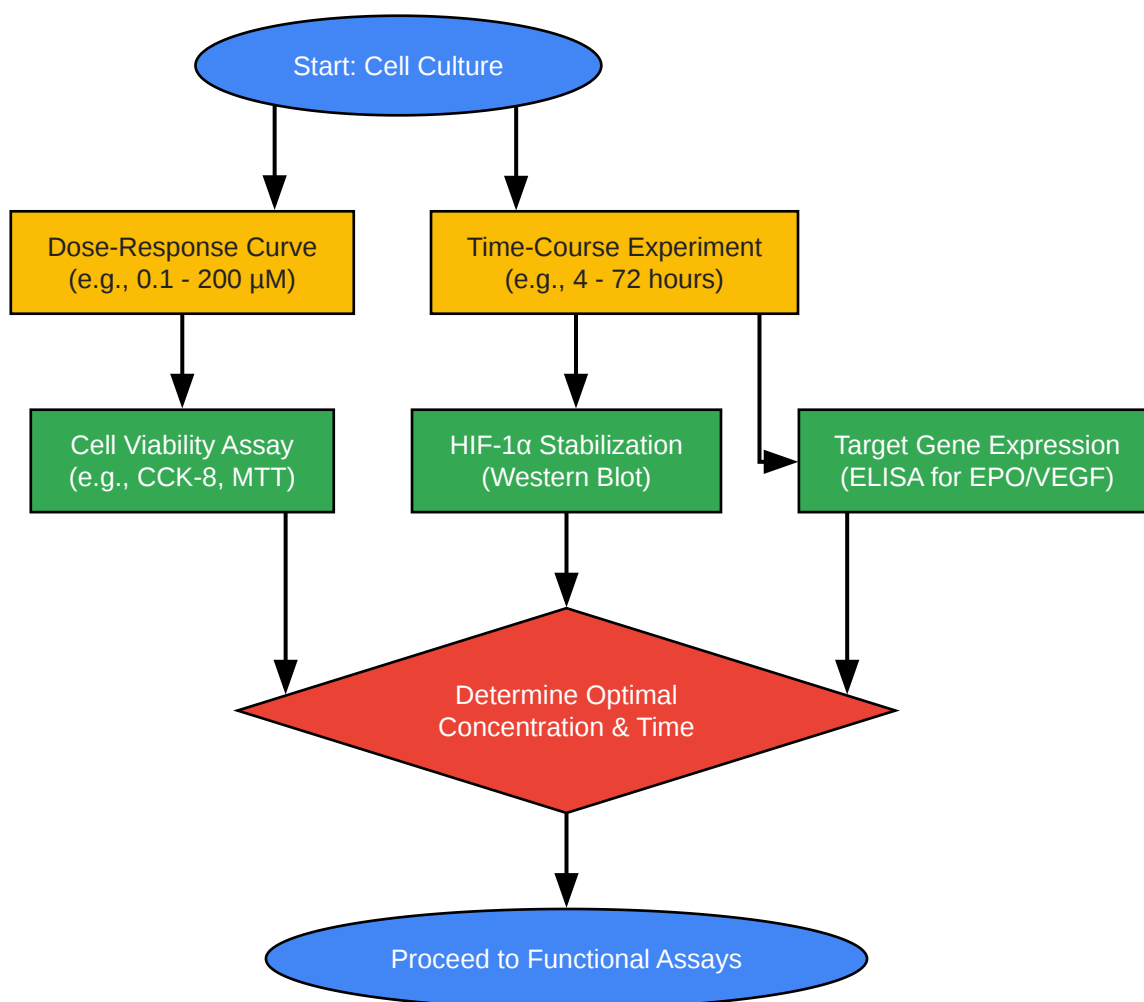 Start: Cell Culture
Dose-Response Curve
(e.g., 0.1 - 200 µM)
Time-Course Experiment
(e.g., 4 - 72 hours)
Cell Viability Assay
(e.g., CCK-8, MTT)
HIF-1α Stabilization
(Western Blot)
Target Gene Expression
(ELISA for EPO/VEGF)
Determine Optimal
Concentration & Time
Proceed to Functional Assays